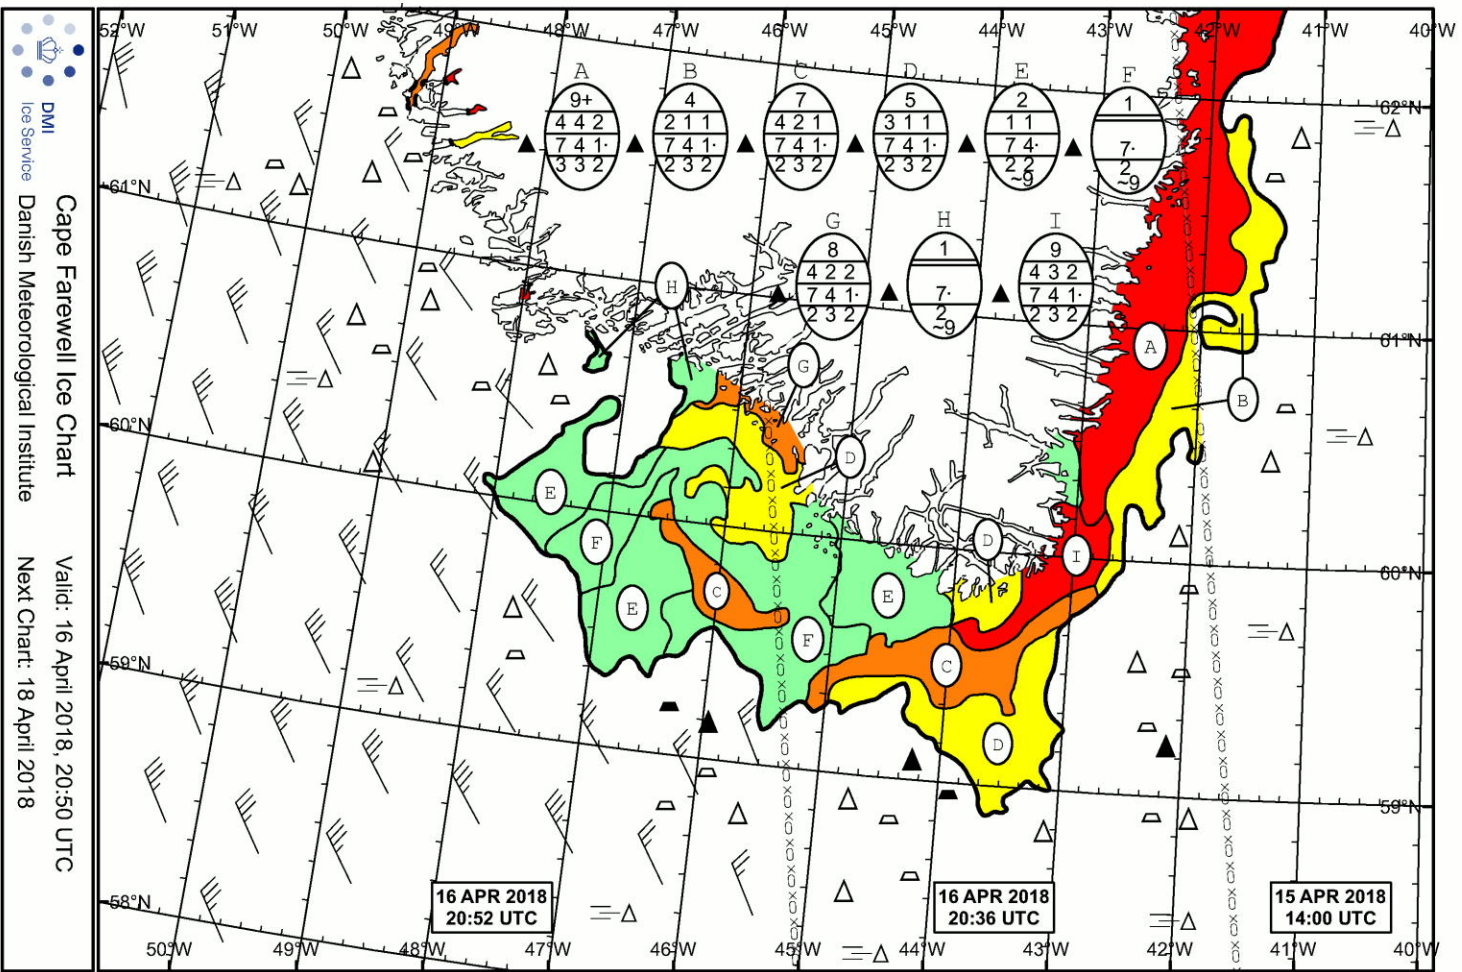 DMI
Ice Service
Danish Meteorological Institute
Cape Farewell Ice Chart
Valid: 16 April 2018, 20:50 UTC
Next Chart: 18 April 2018
52°W 51°W 50°W 49°W 48°W 47°W 46°W 45°W 44°W 43°W 42°W 41°W 40°W
A B C D E F
9+ 4 7 5 2 1
4 4 2 2 1 1 4 2 1 3 1 1 1 1
7 4 1· 7 4 1· 7 4 1· 7 4 1· 7 4· 7·
3 3 2 2 3 2 2 3 2 2 3 2 2 2 2
~9 ~9
62°N
61°N
G H I
8 1 9
4 2 2 4 3 2
7 4 1· 7· 7 4 1·
2 3 2 2 2 3 2
~9
H
61°N
A
G
B
60°N
D
E
D
F
I
60°N
C
E
E
F
C
59°N
D
59°N
58°N
16 APR 2018
20:52 UTC
16 APR 2018
20:36 UTC
15 APR 2018
14:00 UTC
50°W 49°W 48°W 47°W 46°W 45°W 44°W 43°W 42°W 41°W 40°W